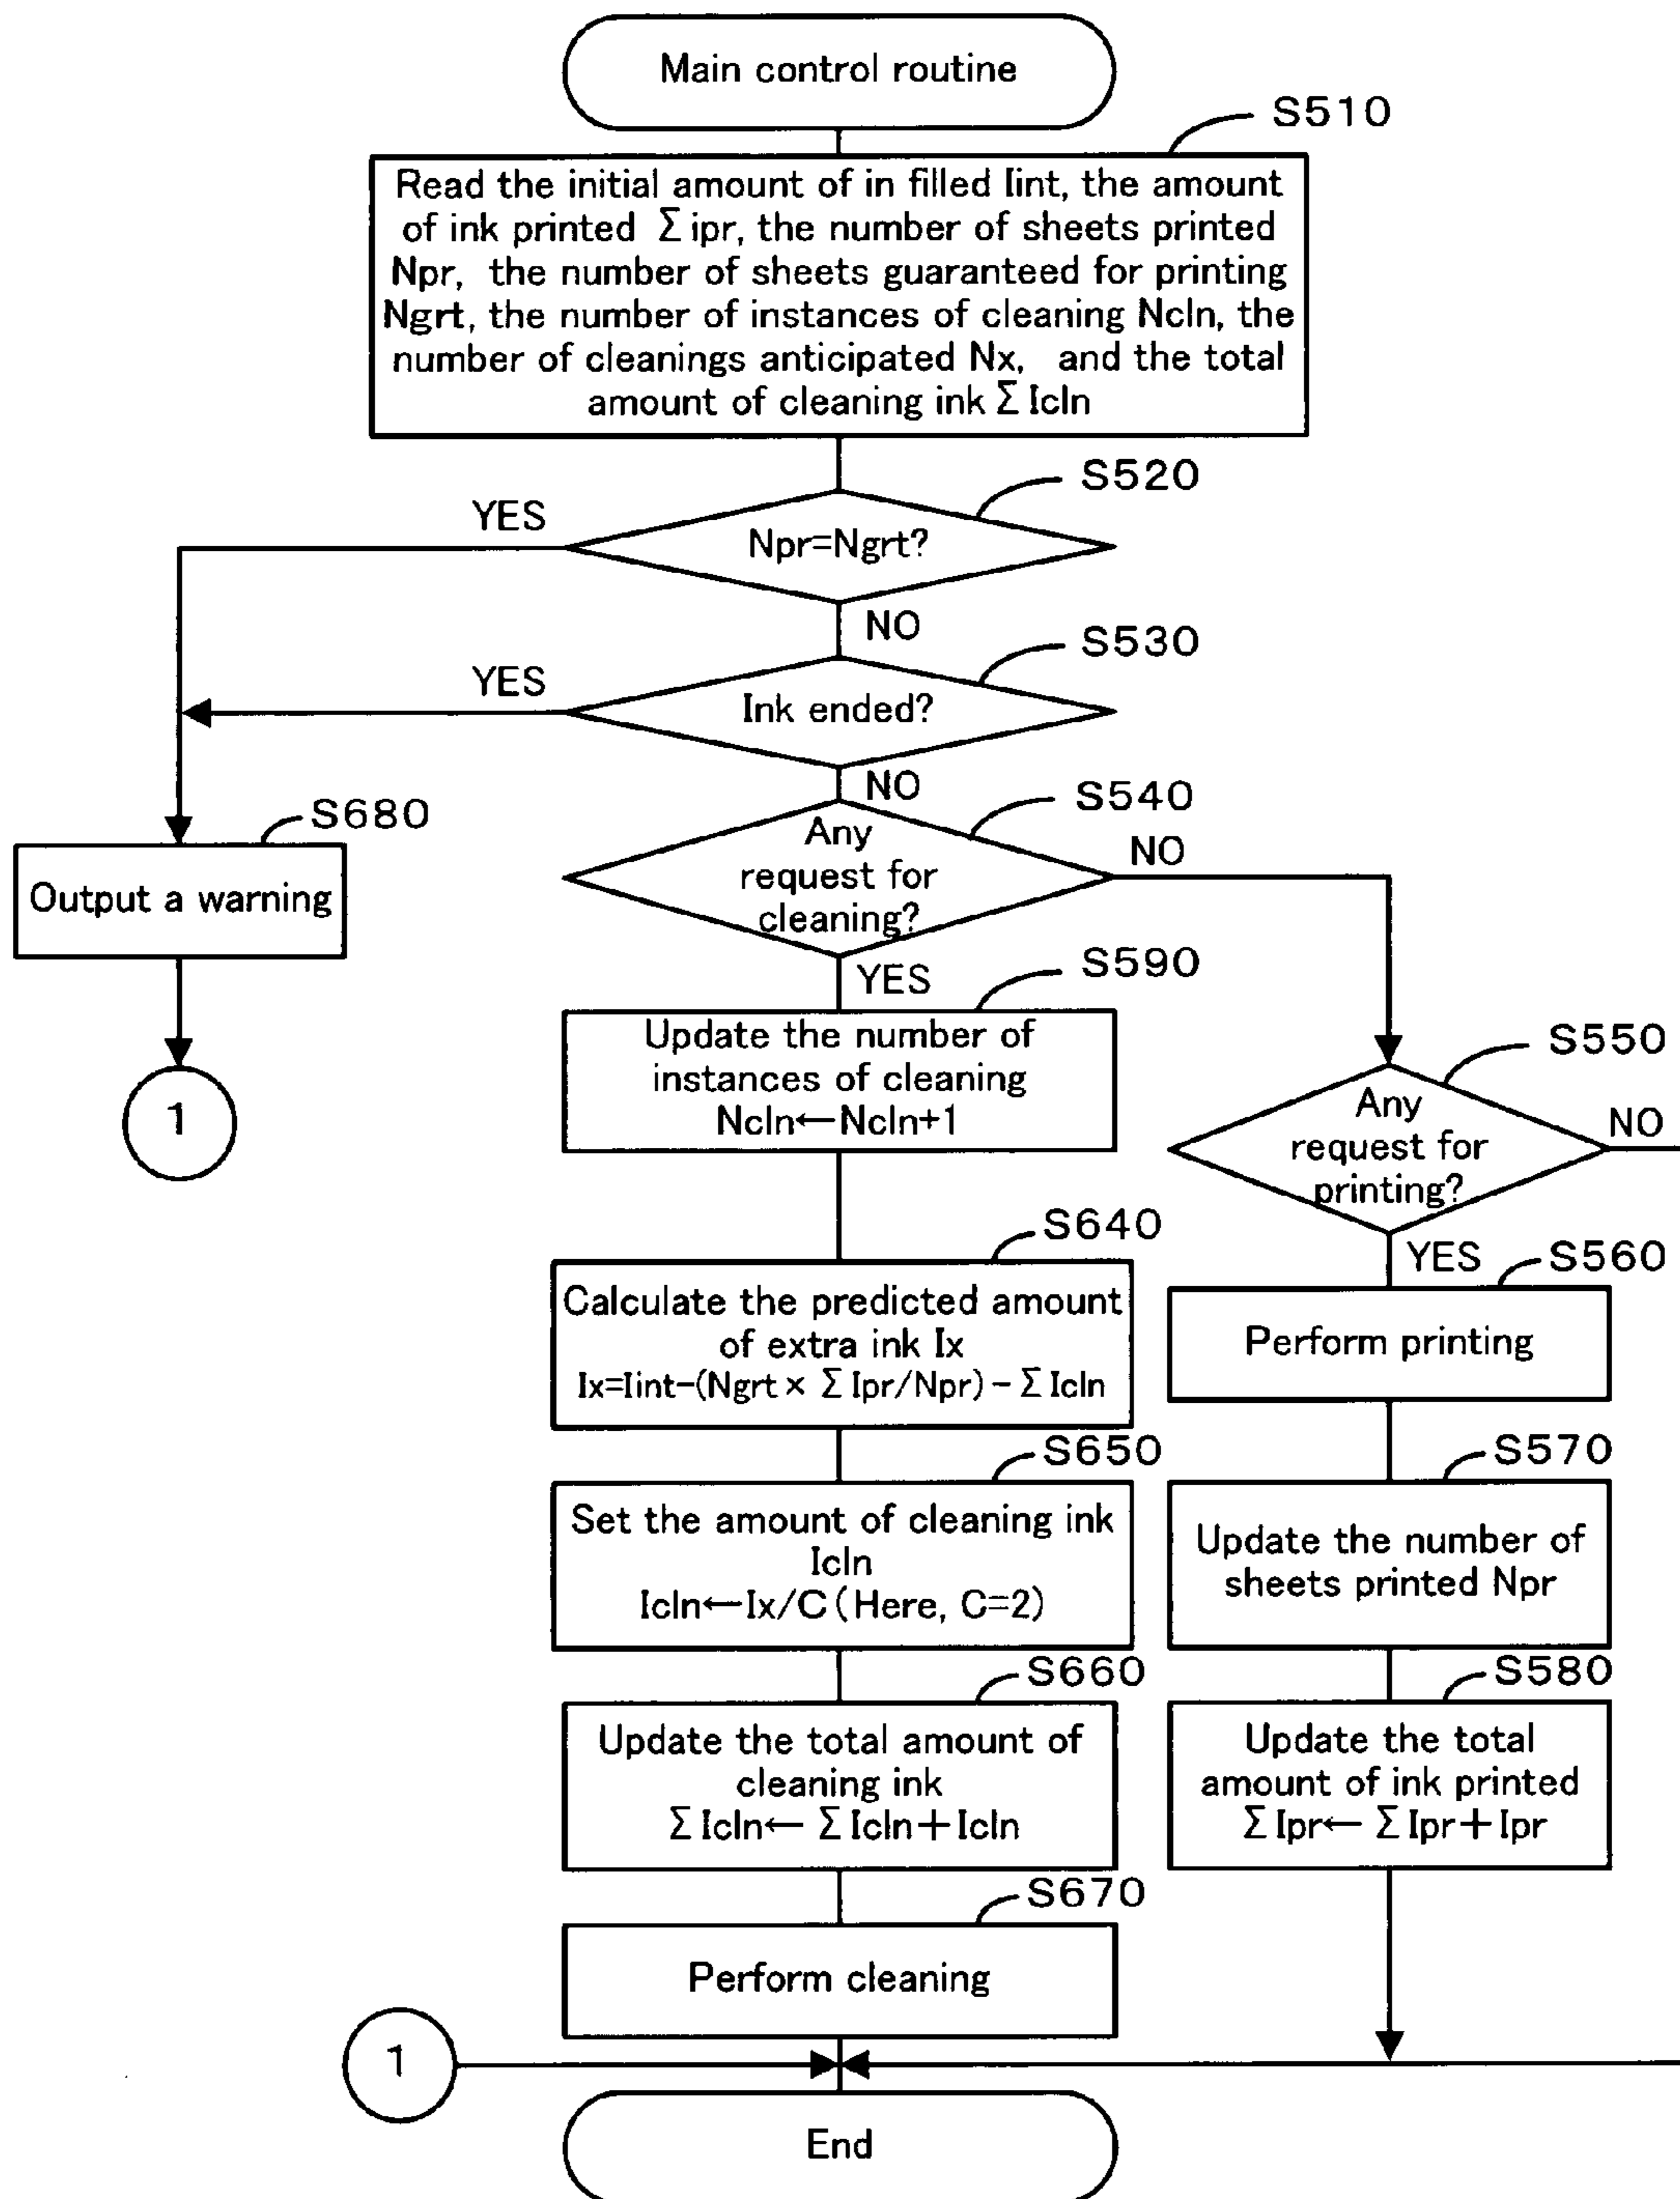 Main control routine
S510
Read the initial amount of in filled Iint, the amount
of ink printed Σipr, the number of sheets printed
Npr, the number of sheets guaranteed for printing
Ngrt, the number of instances of cleaning Ncln, the
number of cleanings anticipated Nx, and the total
amount of cleaning ink ΣIcln
S520
YES
Npr=Ngrt?
NO
S530
YES
Ink ended?
NO
S540
Any
request for
cleaning?
NO
S680
Output a warning
1
YES
S590
Update the number of
instances of cleaning
Ncln←Ncln+1
S550
Any
request for
printing?
NO
S640
Calculate the predicted amount
of extra ink Ix
Ix=Iint-(Ngrt× ΣIpr/Npr)-ΣIcln
YES
S560
Perform printing
S650
Set the amount of cleaning ink
Icln
Icln←Ix/C(Here, C=2)
S570
Update the number of
sheets printed Npr
S660
Update the total amount of
cleaning ink
ΣIcln← ΣIcln+Icln
S580
Update the total
amount of ink printed
ΣIpr← ΣIpr+Ipr
S670
Perform cleaning
1
End